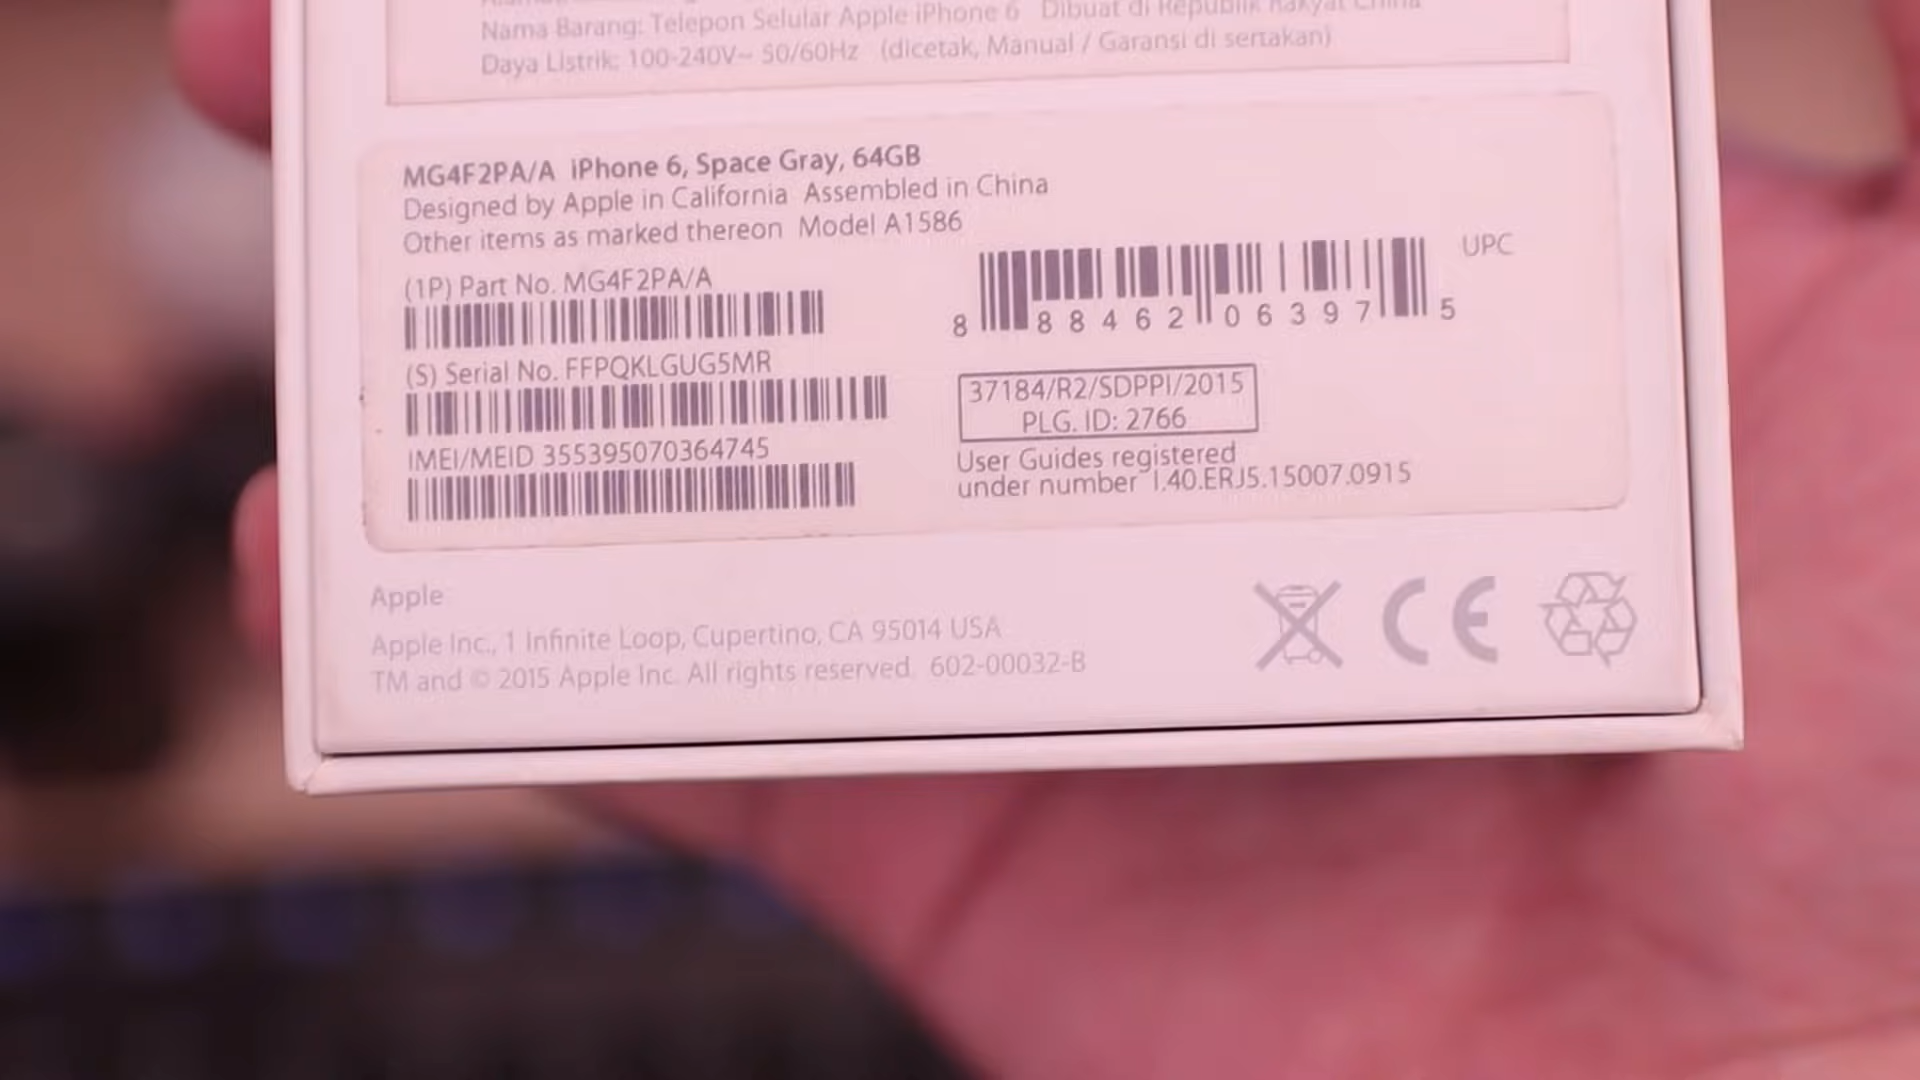 Nama Barang: Telepon Selular Apple iPhone 6 Dibuat di Republik Rakyat China
Daya Listrik: 100-240V~ 50/60Hz (dicetak, Manual / Garansi di sertakan)
MG4F2PA/A iPhone 6, Space Gray, 64GB
Designed by Apple in California Assembled in China
Other items as marked thereon Model A1586
(1P) Part No. MG4F2PA/A
UPC
8 88462 06397 5
(S) Serial No. FFPQKLGUG5MR
37184/R2/SDPPI/2015
PLG. ID: 2766
IMEI/MEID 355395070364745
User Guides registered
under number I.40.ERJ5.15007.0915
Apple
Apple Inc., 1 Infinite Loop, Cupertino, CA 95014 USA
TM and © 2015 Apple Inc. All rights reserved. 602-00032-B
CE